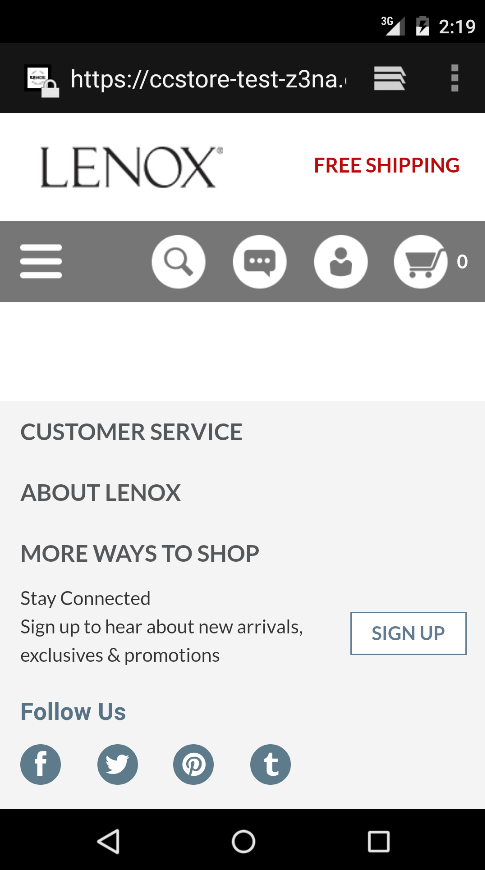 3G 2:19
https://ccstore-test-z3na.
LENOX®
FREE SHIPPING
0
CUSTOMER SERVICE
ABOUT LENOX
MORE WAYS TO SHOP
Stay Connected
Sign up to hear about new arrivals,
exclusives & promotions
SIGN UP
Follow Us